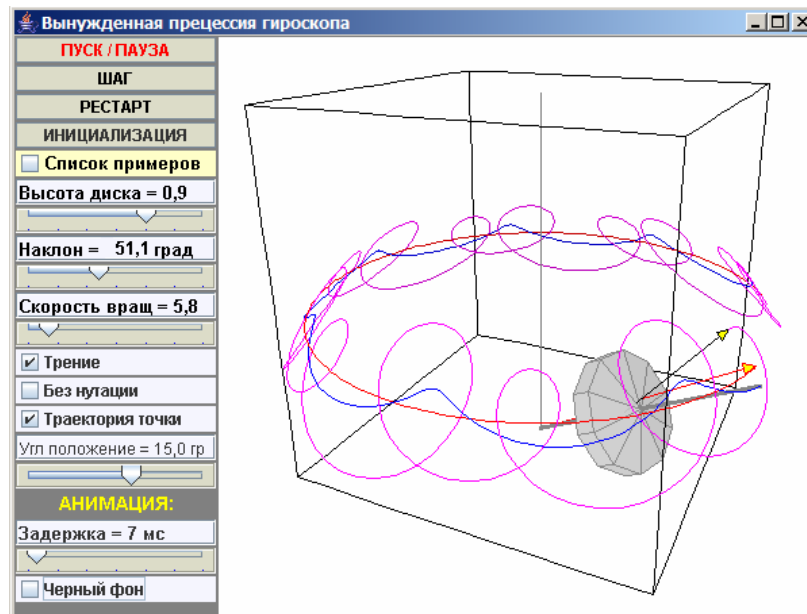 Вынужденная прецессия гироскопа
ПУСК / ПАУЗА
ШАГ
РЕСТАРТ
ИНИЦИАЛИЗАЦИЯ
Список примеров
Высота диска = 0,9
Наклон = 51,1 град
Скорость вращ = 5,8
Трение
Без нутации
Траектория точки
Угл положение = 15,0 гр
АНИМАЦИЯ:
Задержка = 7 мс
Черный фон